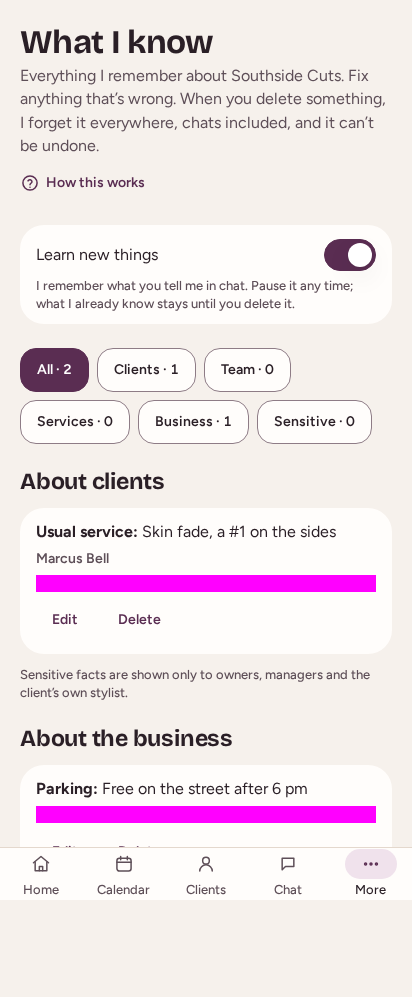 What I know
Everything I remember about Southside Cuts. Fix
anything that’s wrong. When you delete something,
I forget it everywhere, chats included, and it can’t
be undone.
How this works
Learn new things
I remember what you tell me in chat. Pause it any time;
what I already know stays until you delete it.
All · 2
Clients · 1
Team · 0
Services · 0
Business · 1
Sensitive · 0
About clients
Usual service: Skin fade, a #1 on the sides
Marcus Bell
Edit
Delete
Sensitive facts are shown only to owners, managers and the
client’s own stylist.
About the business
Parking: Free on the street after 6 pm
Home
Calendar
Clients
Chat
More